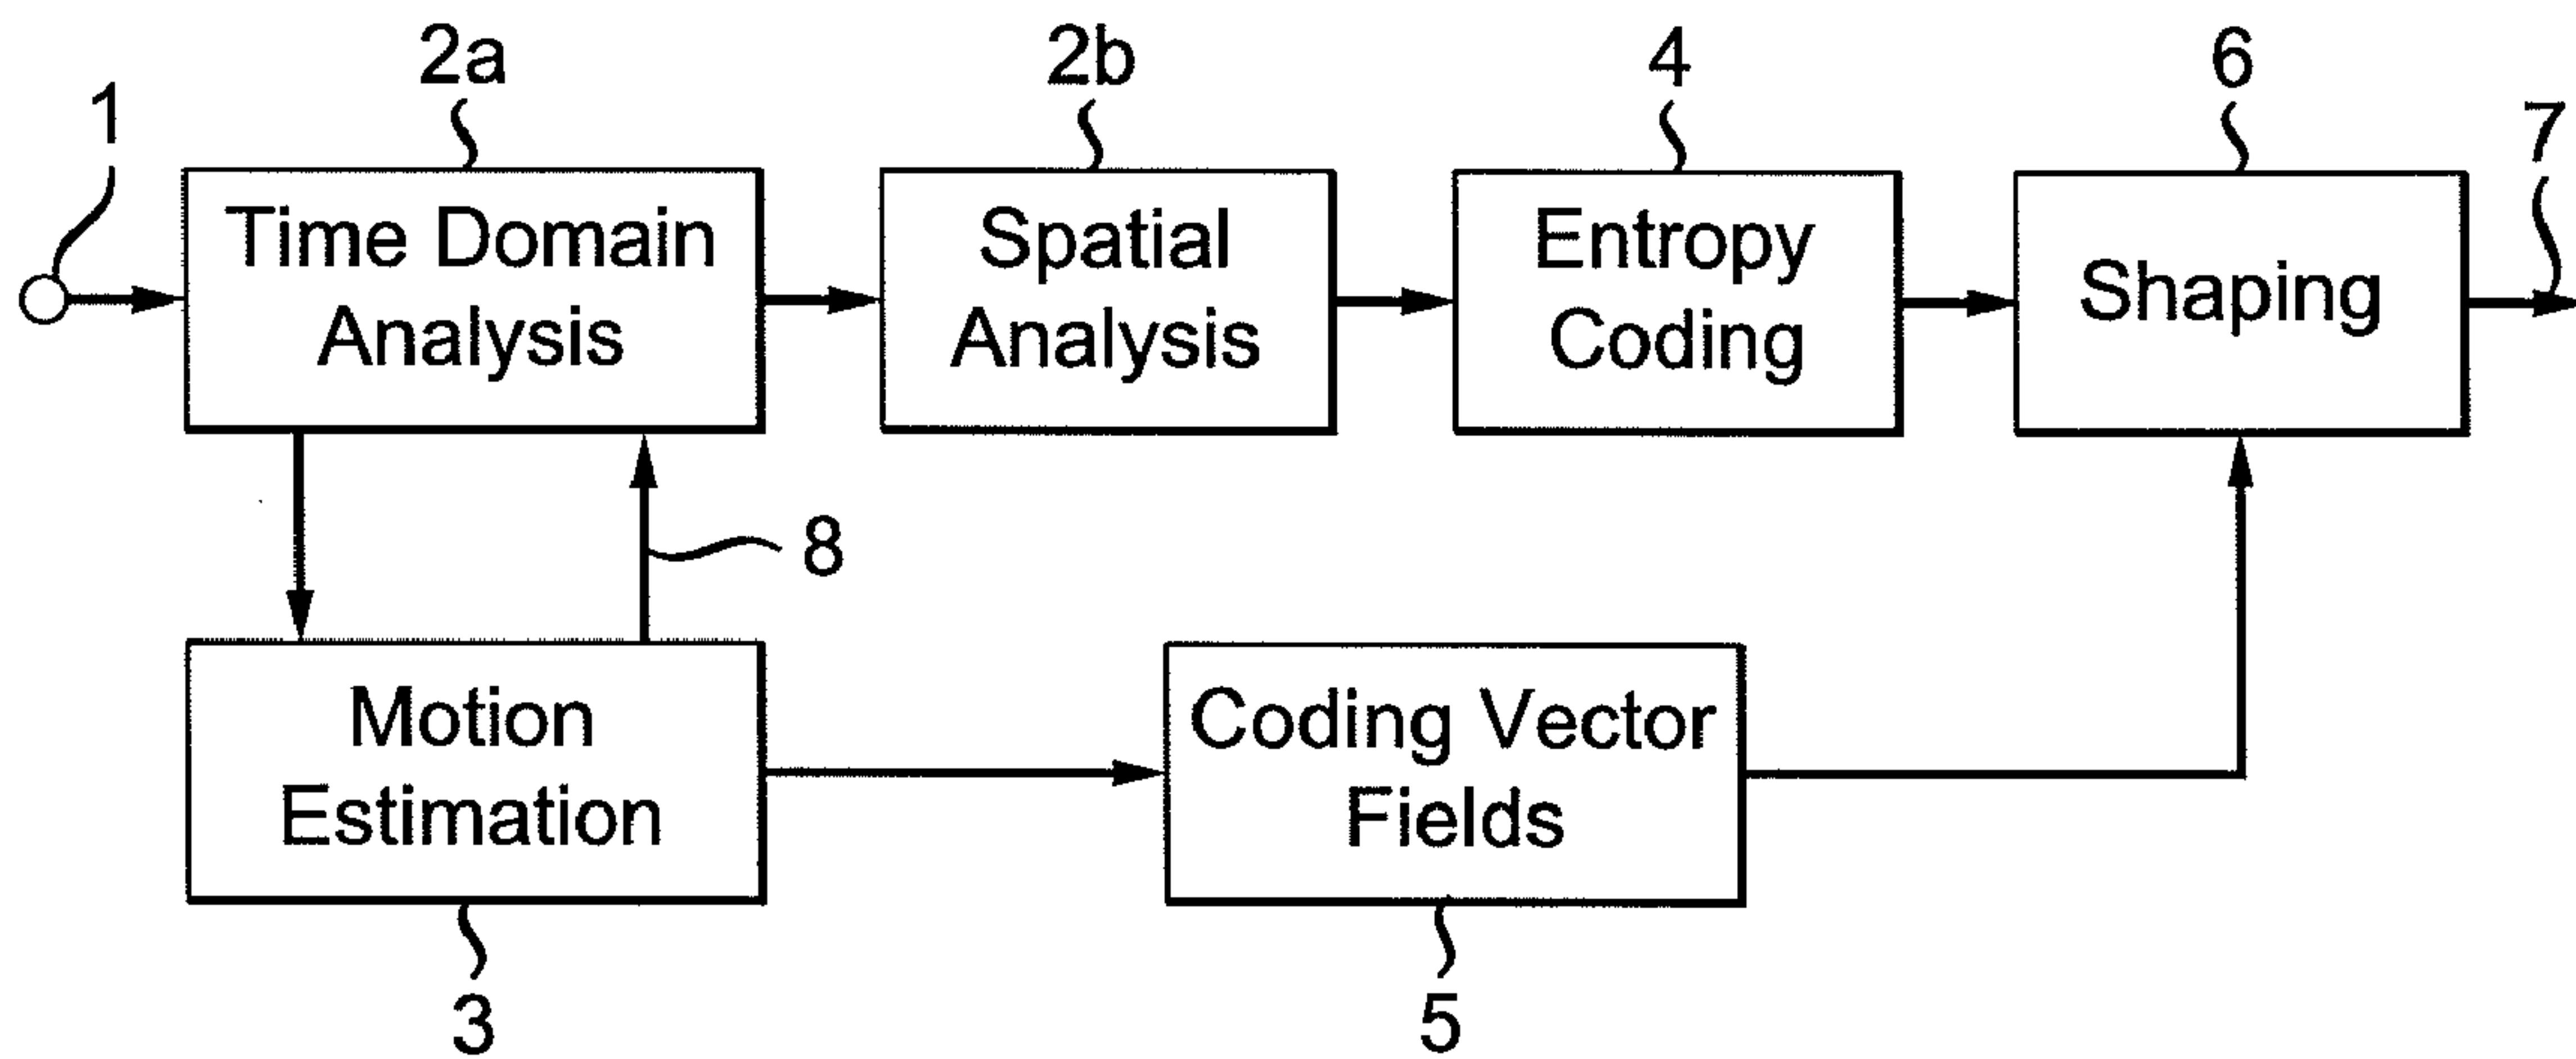 1
2a
2b
4
6
7
Time Domain
Analysis
Spatial
Analysis
Entropy
Coding
Shaping
8
Motion
Estimation
Coding Vector
Fields
3
5